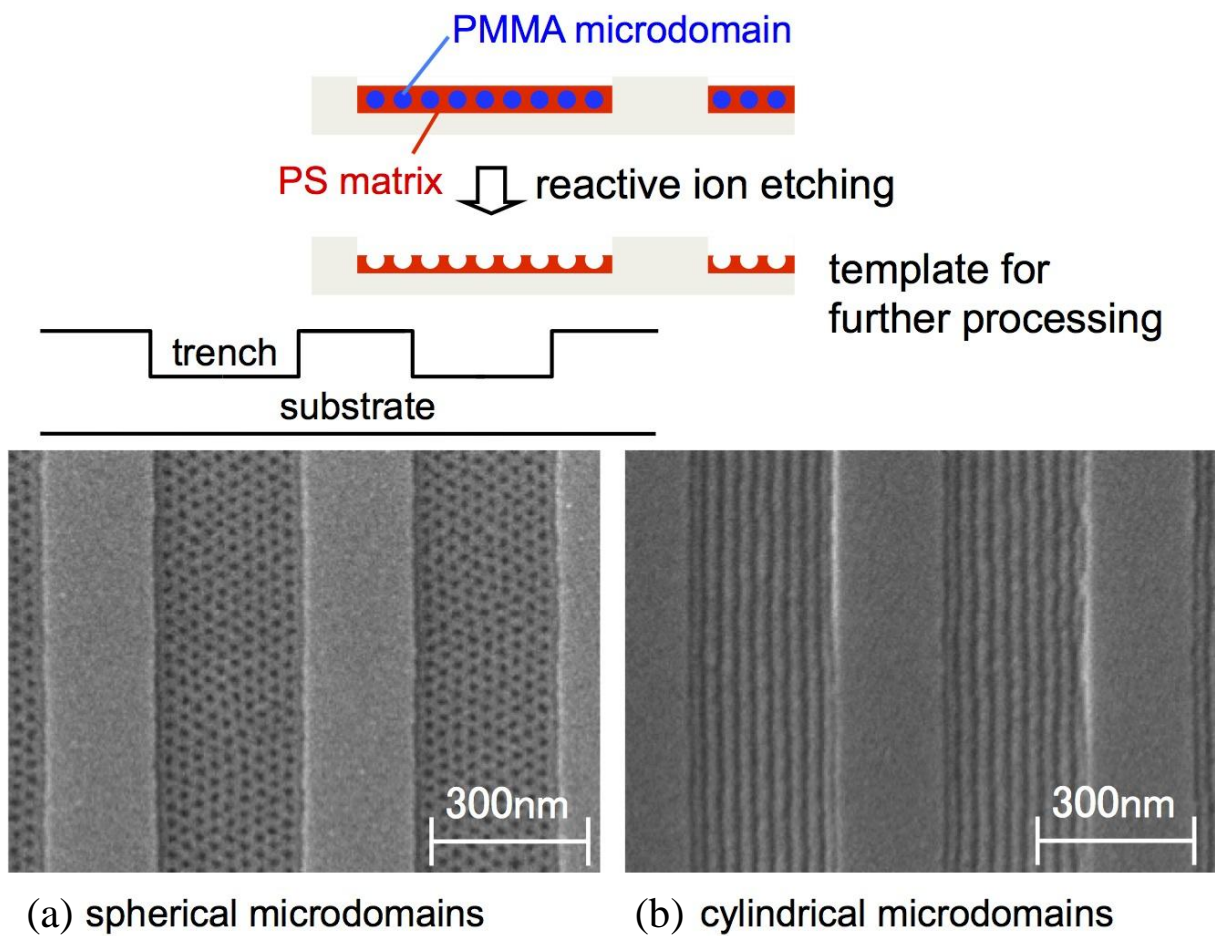 PMMA microdomain
PS matrix
reactive ion etching
template for
further processing
trench
substrate
300nm
300nm
(a) spherical microdomains
(b) cylindrical microdomains